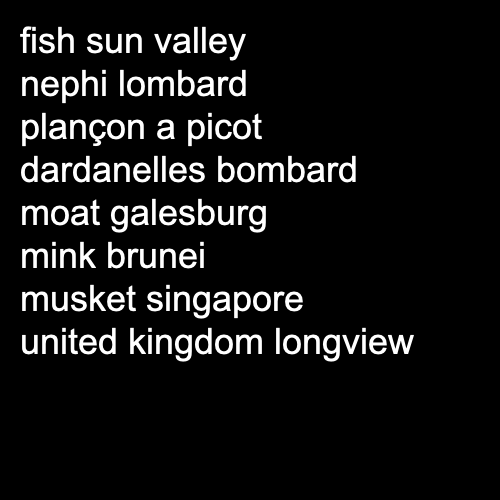 fish sun valley
nephi lombard
plançon a picot
dardanelles bombard
moat galesburg
mink brunei
musket singapore
united kingdom longview